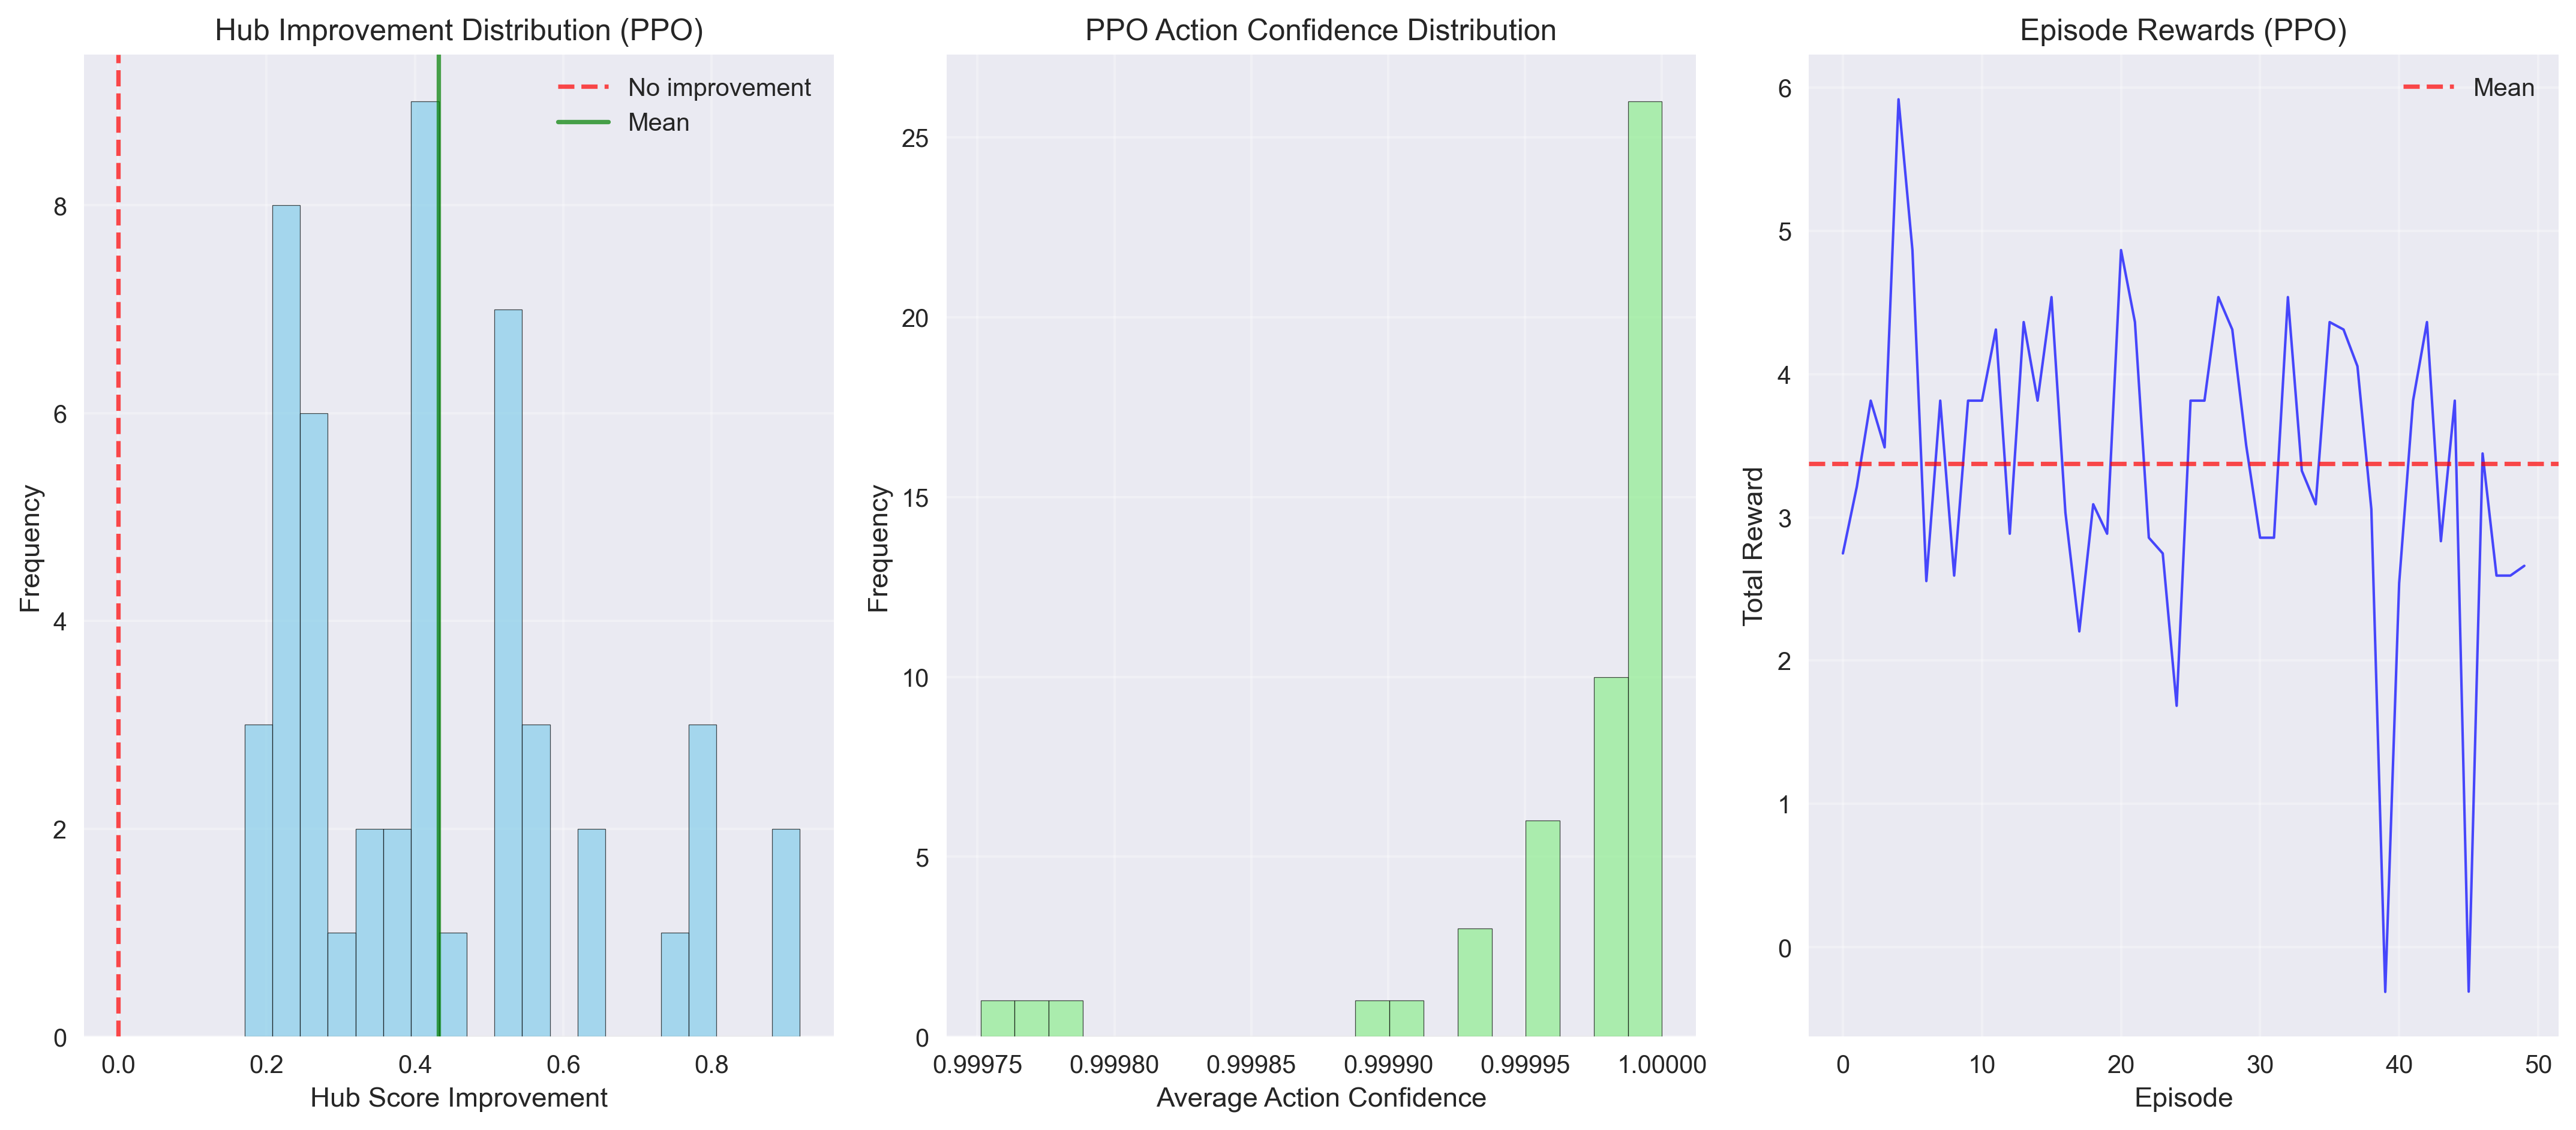 Hub Improvement Distribution (PPO)
No improvement
Mean
Frequency
8
6
4
2
0
0.0 0.2 0.4 0.6 0.8
Hub Score Improvement
PPO Action Confidence Distribution
Frequency
25
20
15
10
5
0
0.99975 0.99980 0.99985 0.99990 0.99995 1.00000
Average Action Confidence
Episode Rewards (PPO)
Mean
Total Reward
6
5
4
3
2
1
0
0 10 20 30 40 50
Episode